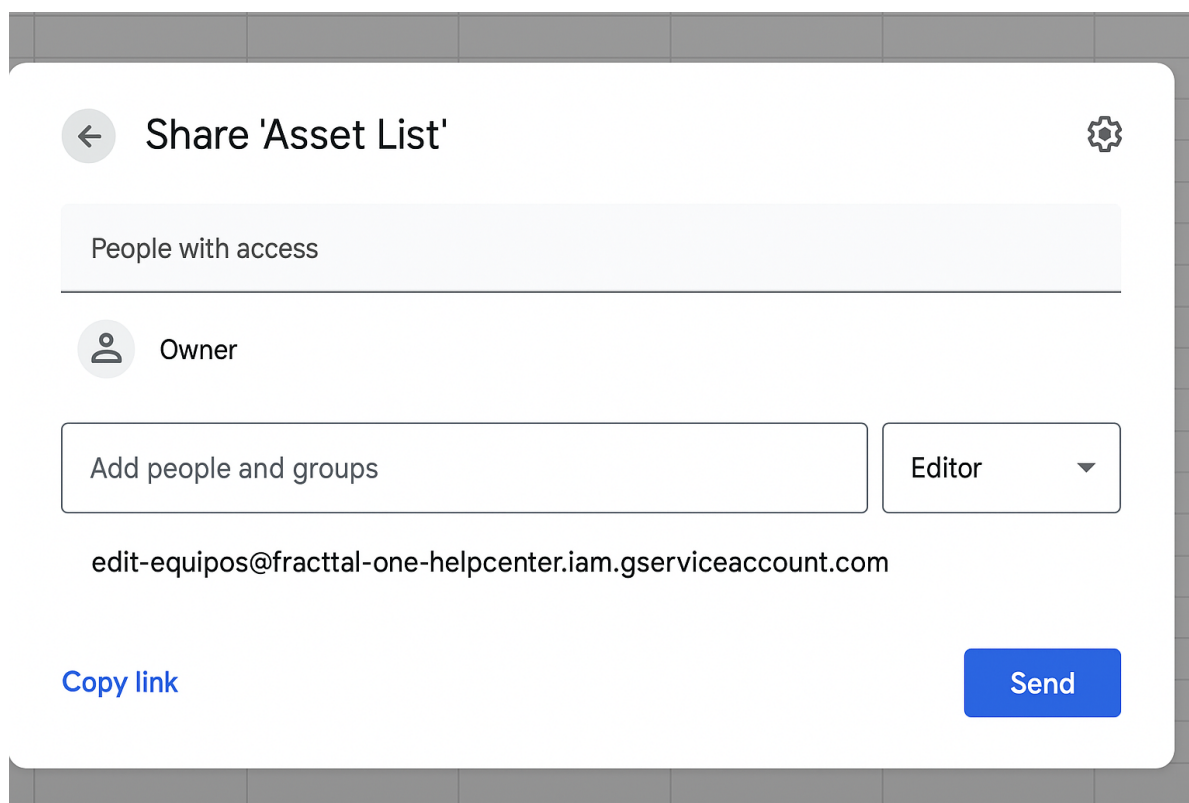 Share 'Asset List'
People with access
Owner
Add people and groups
Editor
edit-equipos@fracttal-one-helpcenter.iam.gserviceaccount.com
Copy link
Send